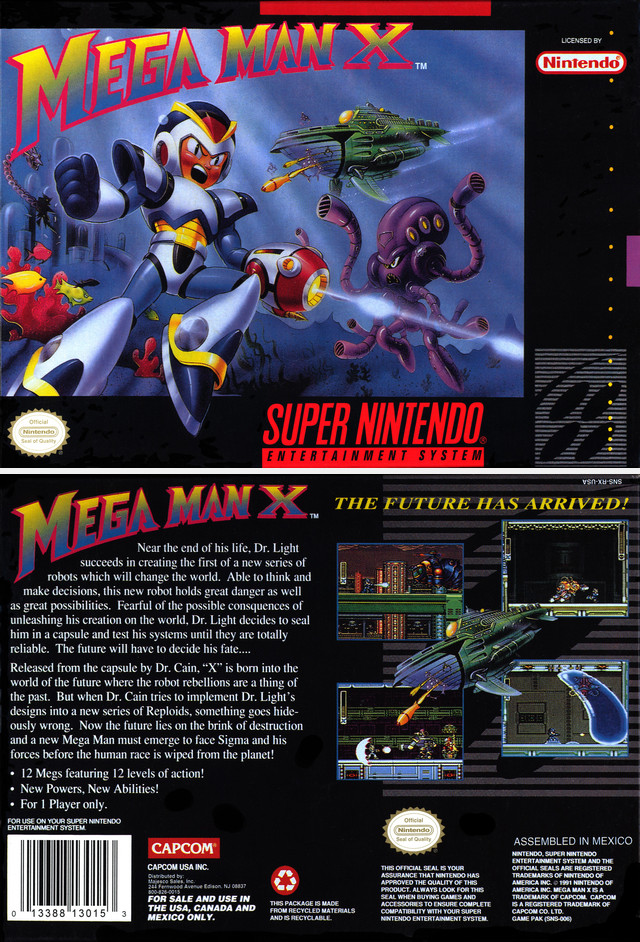 MEGA MAN X™
LICENSED BY
Nintendo®
Official
Nintendo
Seal of Quality
SUPER NINTENDO®
ENTERTAINMENT SYSTEM
SNS-RX-USA
MEGA MAN X™
THE FUTURE HAS ARRIVED!
Near the end of his life, Dr. Light
succeeds in creating the first of a new series of
robots which will change the world. Able to think and
make decisions, this new robot holds great danger as well
as great possibilities. Fearful of the possible consquences of
unleashing his creation on the world, Dr. Light decides to seal
him in a capsule and test his systems until they are totally
reliable. The future will have to decide his fate....
Released from the capsule by Dr. Cain, “X” is born into the
world of the future where the robot rebellions are a thing of
the past. But when Dr. Cain tries to implement Dr. Light’s
designs into a new series of Reploids, something goes hide-
ously wrong. Now the future lies on the brink of destruction
and a new Mega Man must emerge to face Sigma and his
forces before the human race is wiped from the planet!
• 12 Megs featuring 12 levels of action!
• New Powers, New Abilities!
• For 1 Player only.
FOR USE ON YOUR SUPER NINTENDO
ENTERTAINMENT SYSTEM.
0 13388 13015 3
CAPCOM®
CAPCOM USA INC.
Distributed by:
Majesco Sales, Inc.
244 Fernwood Avenue Edison, NJ 08837
800-826-0015
FOR SALE AND USE IN
THE USA, CANADA AND
MEXICO ONLY.
THIS PACKAGE IS MADE
FROM RECYCLED MATERIALS
AND IS RECYCLABLE.
Official
Nintendo
Seal of Quality
THIS OFFICIAL SEAL IS YOUR
ASSURANCE THAT NINTENDO HAS
APPROVED THE QUALITY OF THIS
PRODUCT. ALWAYS LOOK FOR THIS
SEAL WHEN BUYING GAMES AND
ACCESSORIES TO ENSURE COMPLETE
COMPATIBILITY WITH YOUR SUPER
NINTENDO ENTERTAINMENT SYSTEM.
ASSEMBLED IN MEXICO
NINTENDO, SUPER NINTENDO
ENTERTAINMENT SYSTEM AND THE
OFFICIAL SEALS ARE REGISTERED
TRADEMARKS OF NINTENDO OF
AMERICA INC. © 1991 NINTENDO OF
AMERICA INC. MEGA MAN X IS A
TRADEMARK OF CAPCOM. CAPCOM
IS A REGISTERED TRADEMARK OF
CAPCOM CO. LTD.
GAME PAK (SNS-006)